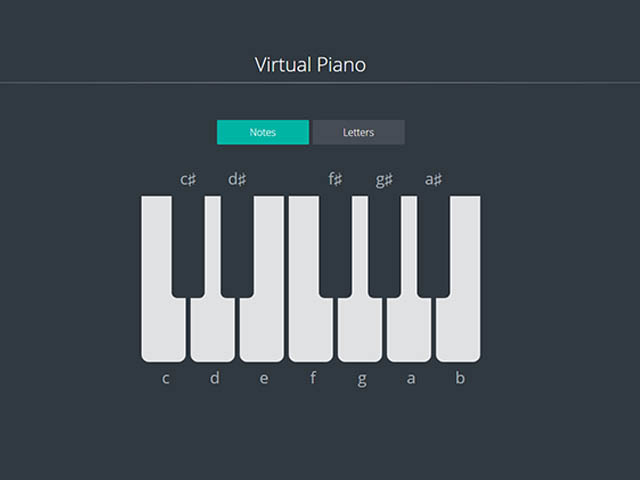 Virtual Piano
Notes Letters
c♯ d♯ f♯ g♯ a♯
c d e f g a b